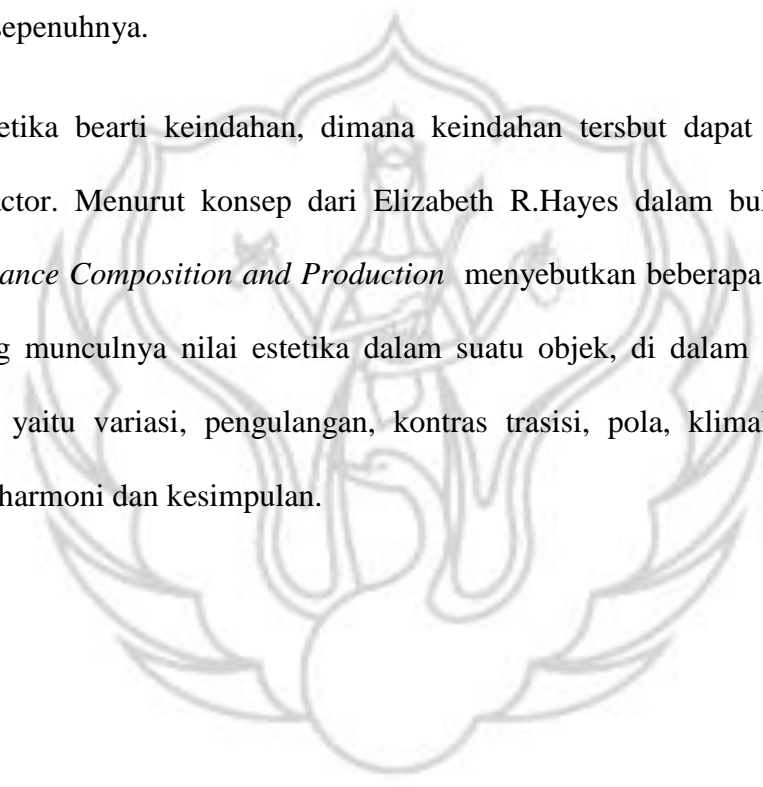 sepenuhnya.
etika bearti keindahan, dimana keindahan tersbut dapat
ctor. Menurut konsep dari Elizabeth R.Hayes dalam bul
ance Composition and Production menyebutkan beberapa
g munculnya nilai estetika dalam suatu objek, di dalam
yaitu variasi, pengulangan, kontras trasisi, pola, klima
harmoni dan kesimpulan.